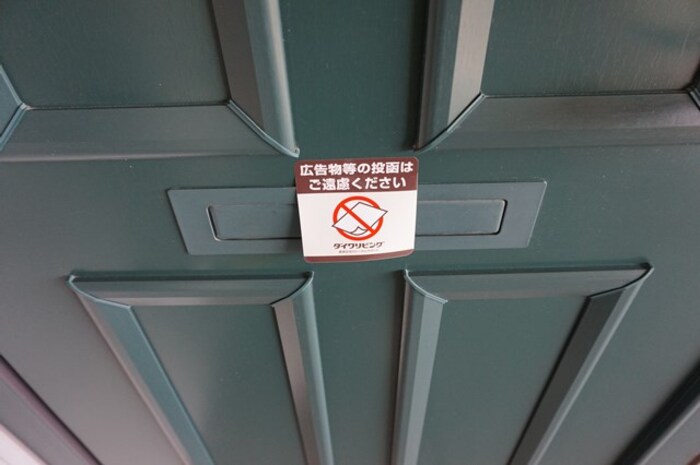 広告物等の投函は
ご遠慮ください
ダイワリビング